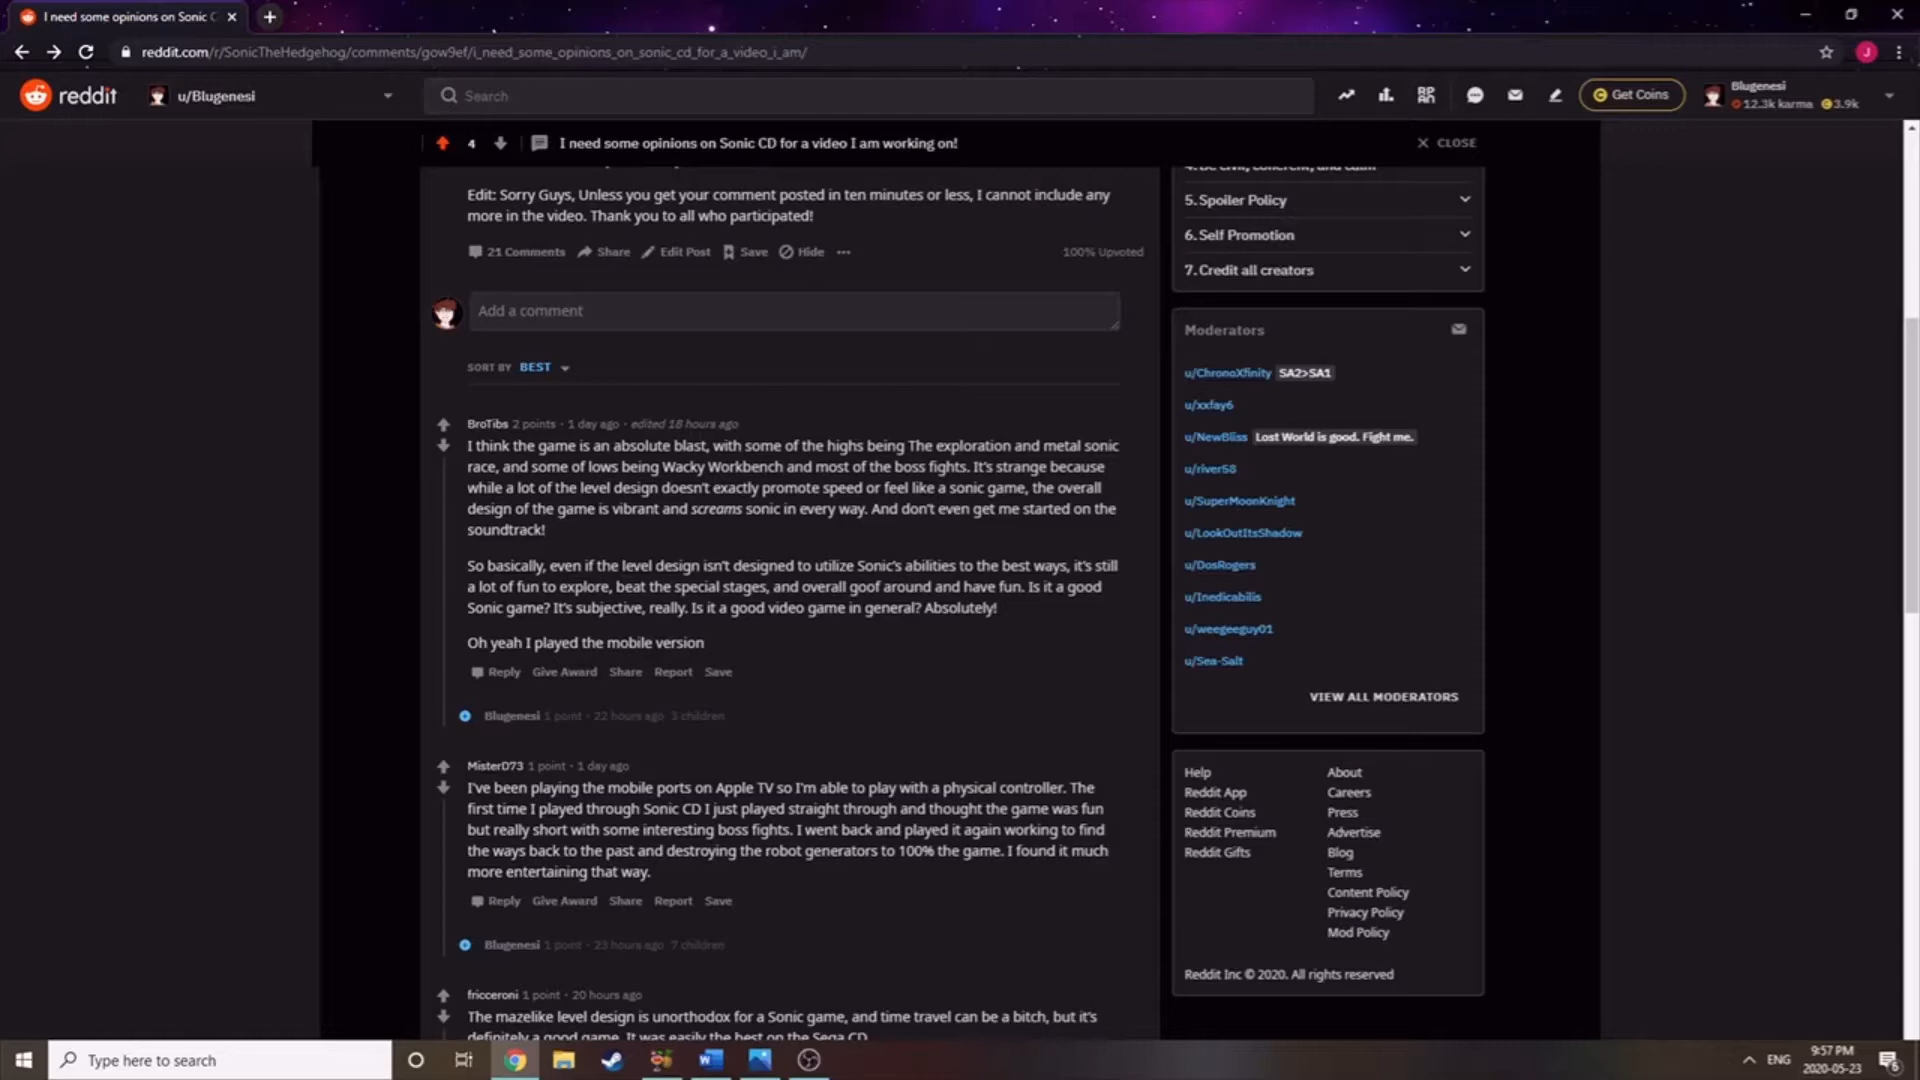 I need some opinions on Sonic C
reddit.com/r/SonicTheHedgehog/comments/gow9ef/i_need_some_opinions_on_sonic_cd_for_a_video_i_am/
reddit
u/Blugenesi
Search
Get Coins
Blugenesi
12.3k karma 3.9k
4
I need some opinions on Sonic CD for a video I am working on!
CLOSE
Edit: Sorry Guys, Unless you get your comment posted in ten minutes or less, I cannot include any
more in the video. Thank you to all who participated!
21 Comments Share Edit Post Save Hide
100% Upvoted
Add a comment
SORT BY BEST
BroTibs 2 points · 1 day ago · edited 18 hours ago
I think the game is an absolute blast, with some of the highs being The exploration and metal sonic
race, and some of lows being Wacky Workbench and most of the boss fights. It's strange because
while a lot of the level design doesn't exactly promote speed or feel like a sonic game, the overall
design of the game is vibrant and screams sonic in every way. And don't even get me started on the
soundtrack!
So basically, even if the level design isn't designed to utilize Sonic's abilities to the best ways, it's still
a lot of fun to explore, beat the special stages, and overall goof around and have fun. Is it a good
Sonic game? It's subjective, really. Is it a good video game in general? Absolutely!
Oh yeah I played the mobile version
Reply Give Award Share Report Save
Blugenesi 1 point · 22 hours ago 3 children
MisterD73 1 point · 1 day ago
I've been playing the mobile ports on Apple TV so I'm able to play with a physical controller. The
first time I played through Sonic CD I just played straight through and thought the game was fun
but really short with some interesting boss fights. I went back and played it again working to find
the ways back to the past and destroying the robot generators to 100% the game. I found it much
more entertaining that way.
Reply Give Award Share Report Save
Blugenesi 1 point · 23 hours ago 7 children
fricceroni 1 point · 20 hours ago
The mazelike level design is unorthodox for a Sonic game, and time travel can be a bitch, but it's
definitely a good game. It was easily the best on the Sega CD
4. Be civil, coherent, and calm
5. Spoiler Policy
6. Self Promotion
7. Credit all creators
Moderators
u/ChronoXfinity SA2>SA1
u/xxfay6
u/NewBliss Lost World is good. Fight me.
u/river58
u/SuperMoonKnight
u/LookOutItsShadow
u/DosRogers
u/Inedicabilis
u/weegeeguy01
u/Sea-Salt
VIEW ALL MODERATORS
Help About
Reddit App Careers
Reddit Coins Press
Reddit Premium Advertise
Reddit Gifts Blog
Terms
Content Policy
Privacy Policy
Mod Policy
Reddit Inc © 2020. All rights reserved
Type here to search
ENG
9:57 PM
2020-05-23